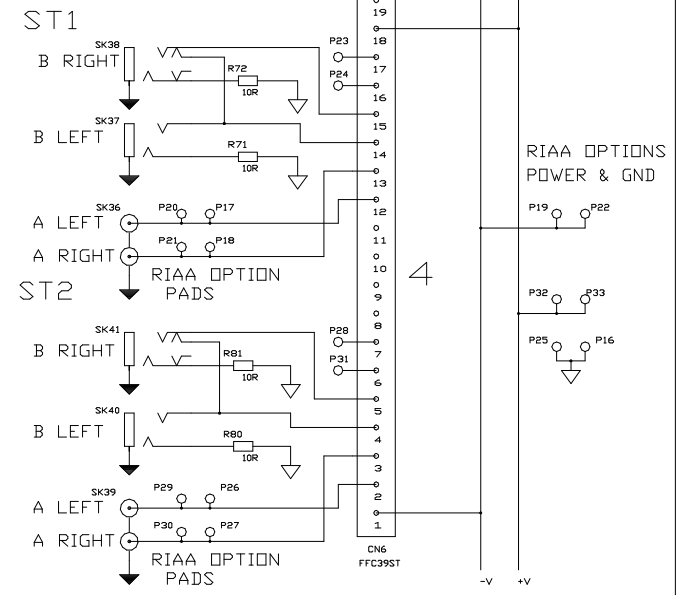 ST1
SK38
B RIGHT
R72
10R
SK37
B LEFT
R71
10R
SK36
A LEFT
P20
P17
A RIGHT
P21
P18
RIAA OPTION
PADS
ST2
SK41
B RIGHT
R81
10R
SK40
B LEFT
R80
10R
SK39
A LEFT
P29
P26
A RIGHT
P30
P27
RIAA OPTION
PADS
P23
P24
P28
P31
19
18
17
16
15
14
13
12
11
10
9
8
7
6
5
4
3
2
1
CN6
FFC39ST
4
RIAA OPTIONS
POWER & GND
P19
P22
P32
P33
P25
P16
-V
+V